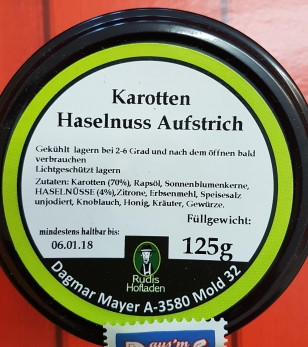 Karotten
Haselnuss Aufstrich
Gekühlt lagern bei 2-6 Grad und nach dem öffnen bald
verbrauchen
Lichtgeschützt lagern
Zutaten: Karotten (70%), Rapsöl, Sonnenblumenkerne,
HASELNÜSSE (4%),Zitrone, Erbsenmehl, Speisesalz
unjodiert, Knoblauch, Honig, Kräuter, Gewürze.
Füllgewicht:
mindestens haltbar bis:
06.01.18
125g
Rudis
Hofladen
Dagmar Mayer A-3580 Mold 32
aus'm